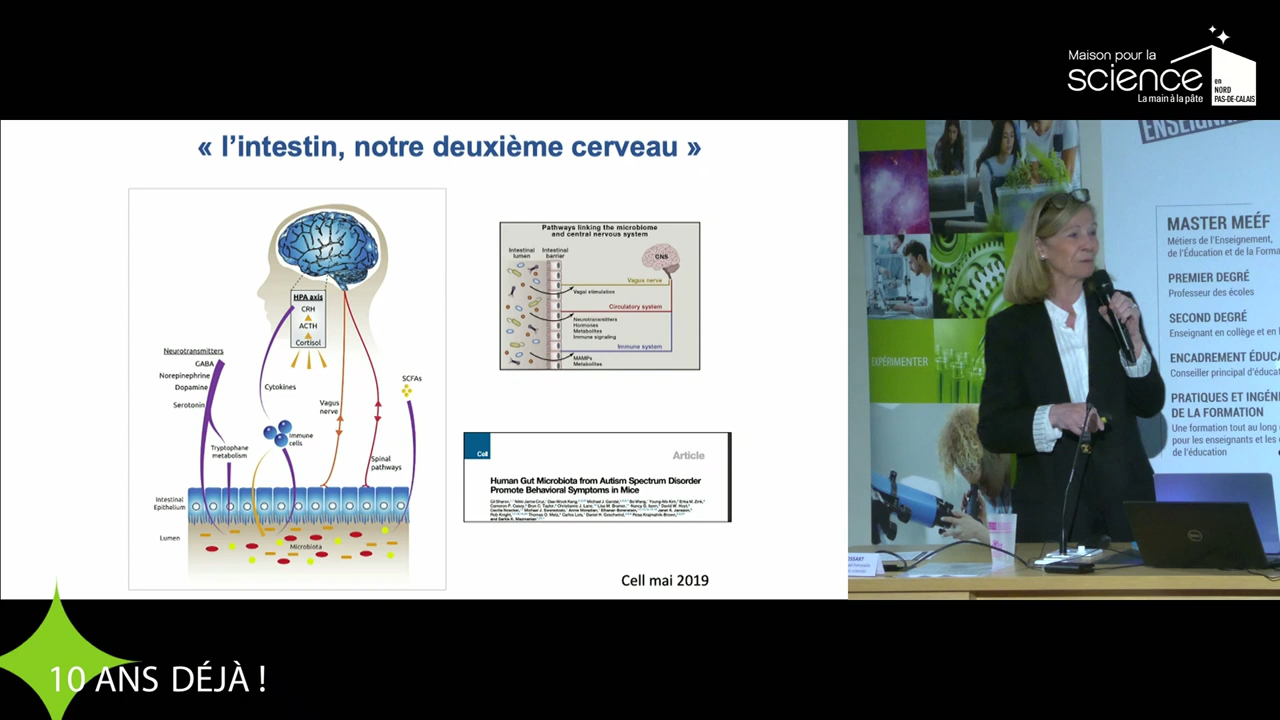 Maison pour la
science
La main à la pâte
en
NORD
PAS-DE-CALAIS
« l’intestin, notre deuxième cerveau »
HPA axis
CRH
ACTH
Cortisol
Neurotransmitters
GABA
Norepinephrine
Dopamine
Serotonin
Cytokines
Vagus
nerve
SCFAs
Immune
cells
Tryptophane
metabolism
Spinal
pathways
Intestinal
Epithelium
Lumen
Microbiota
Pathways linking the microbiome
and central nervous system
Intestinal
lumen
Intestinal
barrier
CNS
Vagus nerve
Vagal stimulation
Circulatory system
Neurotransmitters
Hormones
Metabolites
Immune signaling
Immune system
MAMPs
Metabolites
Cell
Article
Human Gut Microbiota from Autism Spectrum Disorder
Promote Behavioral Symptoms in Mice
Cell mai 2019
EXPÉRIMENTER
MASTER MEÉF
Métiers de l'Enseignement,
de l'Éducation et de la Forma
PREMIER DEGRÉ
Professeur des écoles
SECOND DEGRÉ
Enseignant en collège et en
ENCADREMENT ÉDUCA
Conseiller principal d'éducat
PRATIQUES ET INGÉN
DE LA FORMATION
Une formation tout au long
pour les enseignants et les
de l'éducation
DELL
10 ANS DÉJÀ !